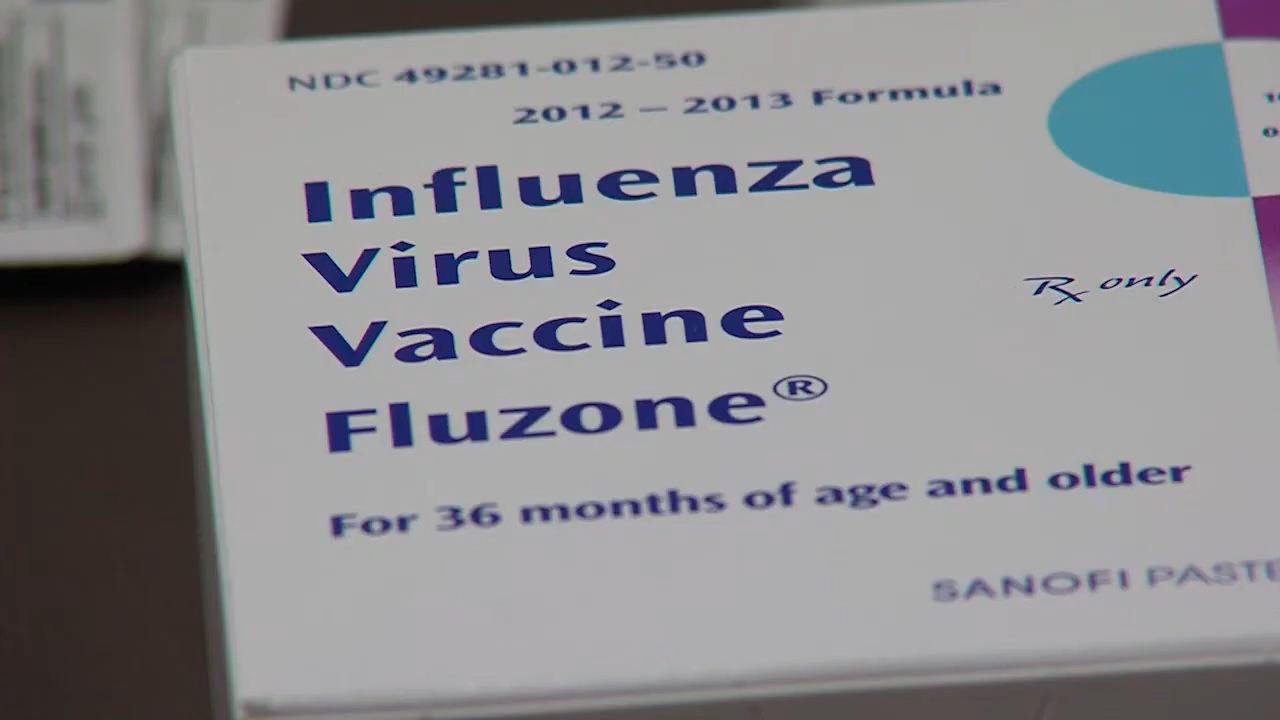 NDC 49281-012-50
2012 – 2013 Formula
Influenza
Virus
Vaccine
Fluzone®
Rx only
For 36 months of age and older
SANOFI